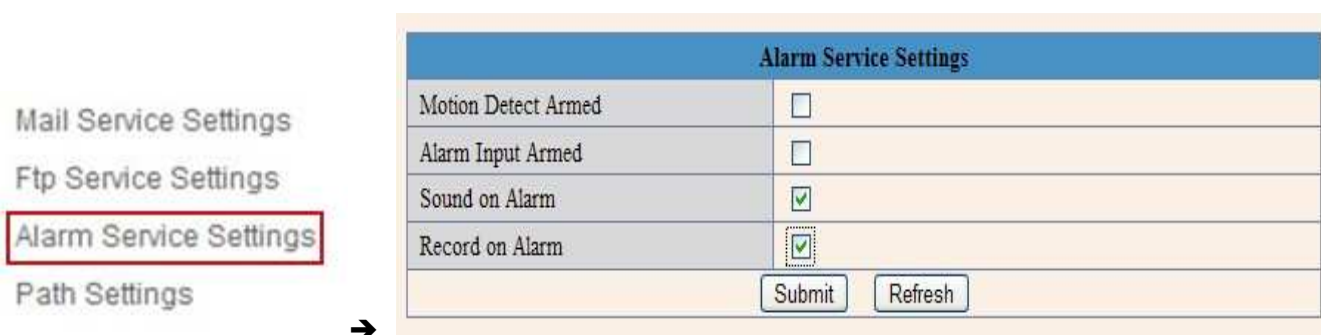 Mail Service Settings
Ftp Service Settings
Alarm Service Settings
Path Settings
➔
Alarm Service Settings
Motion Detect Armed
Alarm Input Armed
Sound on Alarm
Record on Alarm
Submit Refresh